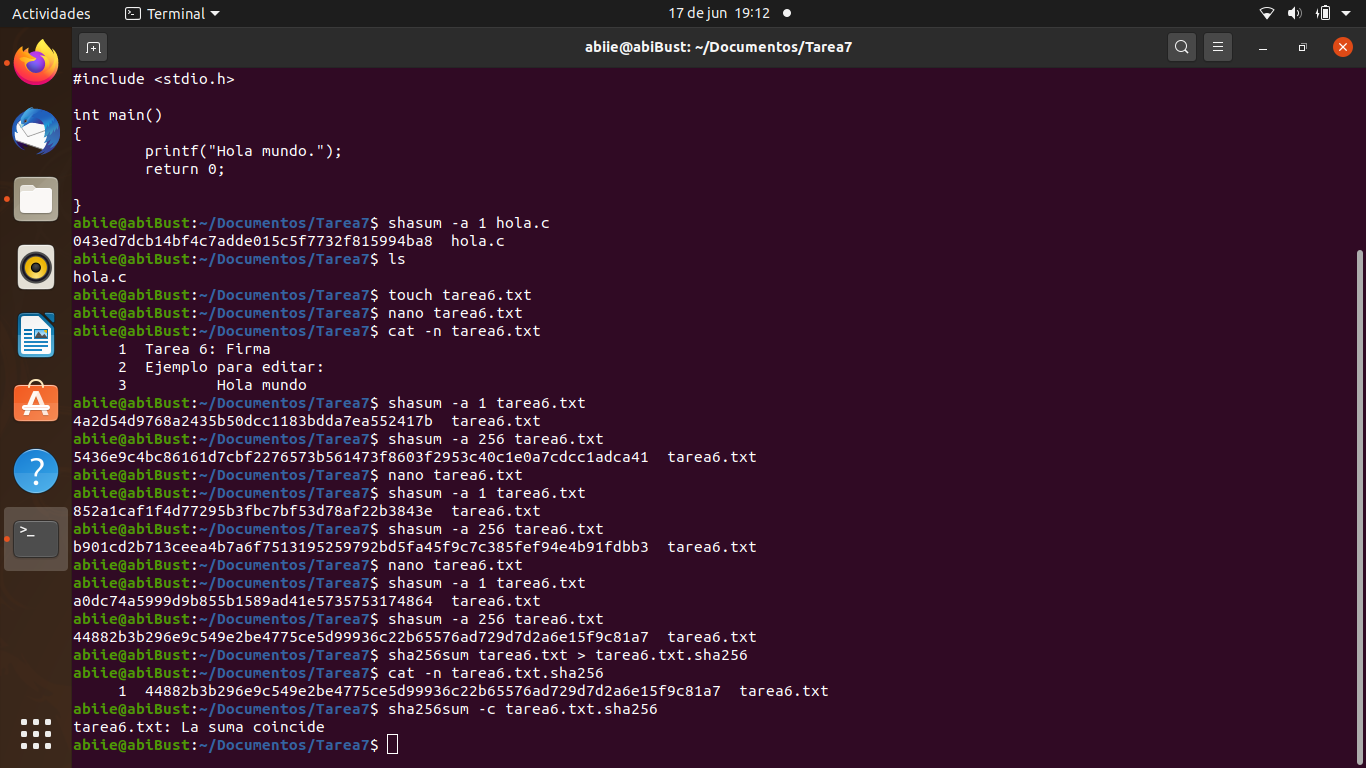 Actividades Terminal 17 de jun 19:12
abiie@abiBust: ~/Documentos/Tarea7
#include <stdio.h>
int main()
{
printf("Hola mundo.");
return 0;
}
abiie@abiBust:~/Documentos/Tarea7$ shasum -a 1 hola.c
043ed7dcb14bf4c7adde015c5f7732f815994ba8 hola.c
abiie@abiBust:~/Documentos/Tarea7$ ls
hola.c
abiie@abiBust:~/Documentos/Tarea7$ touch tarea6.txt
abiie@abiBust:~/Documentos/Tarea7$ nano tarea6.txt
abiie@abiBust:~/Documentos/Tarea7$ cat -n tarea6.txt
1 Tarea 6: Firma
2 Ejemplo para editar:
3 Hola mundo
abiie@abiBust:~/Documentos/Tarea7$ shasum -a 1 tarea6.txt
4a2d54d9768a2435b50dcc1183bdda7ea552417b tarea6.txt
abiie@abiBust:~/Documentos/Tarea7$ shasum -a 256 tarea6.txt
5436e9c4bc86161d7cbf2276573b561473f8603f2953c40c1e0a7cdcc1adca41 tarea6.txt
abiie@abiBust:~/Documentos/Tarea7$ nano tarea6.txt
abiie@abiBust:~/Documentos/Tarea7$ shasum -a 1 tarea6.txt
852a1caf1f4d77295b3fbc7bf53d78af22b3843e tarea6.txt
abiie@abiBust:~/Documentos/Tarea7$ shasum -a 256 tarea6.txt
b901cd2b713ceea4b7a6f7513195259792bd5fa45f9c7c385fef94e4b91fdbb3 tarea6.txt
abiie@abiBust:~/Documentos/Tarea7$ nano tarea6.txt
abiie@abiBust:~/Documentos/Tarea7$ shasum -a 1 tarea6.txt
a0dc74a5999d9b855b1589ad41e5735753174864 tarea6.txt
abiie@abiBust:~/Documentos/Tarea7$ shasum -a 256 tarea6.txt
44882b3b296e9c549e2be4775ce5d99936c22b65576ad729d7d2a6e15f9c81a7 tarea6.txt
abiie@abiBust:~/Documentos/Tarea7$ sha256sum tarea6.txt > tarea6.txt.sha256
abiie@abiBust:~/Documentos/Tarea7$ cat -n tarea6.txt.sha256
1 44882b3b296e9c549e2be4775ce5d99936c22b65576ad729d7d2a6e15f9c81a7 tarea6.txt
abiie@abiBust:~/Documentos/Tarea7$ sha256sum -c tarea6.txt.sha256
tarea6.txt: La suma coincide
abiie@abiBust:~/Documentos/Tarea7$